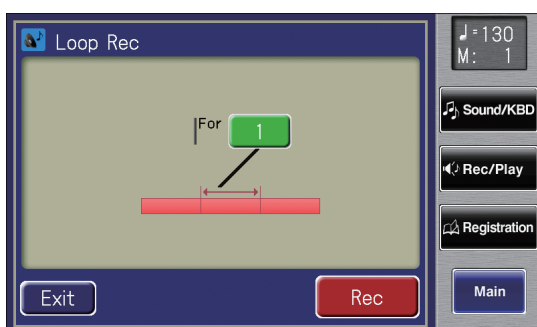 Loop Rec
For 1
Exit
Rec
♩=130
M: 1
Sound/KBD
Rec/Play
Registration
Main